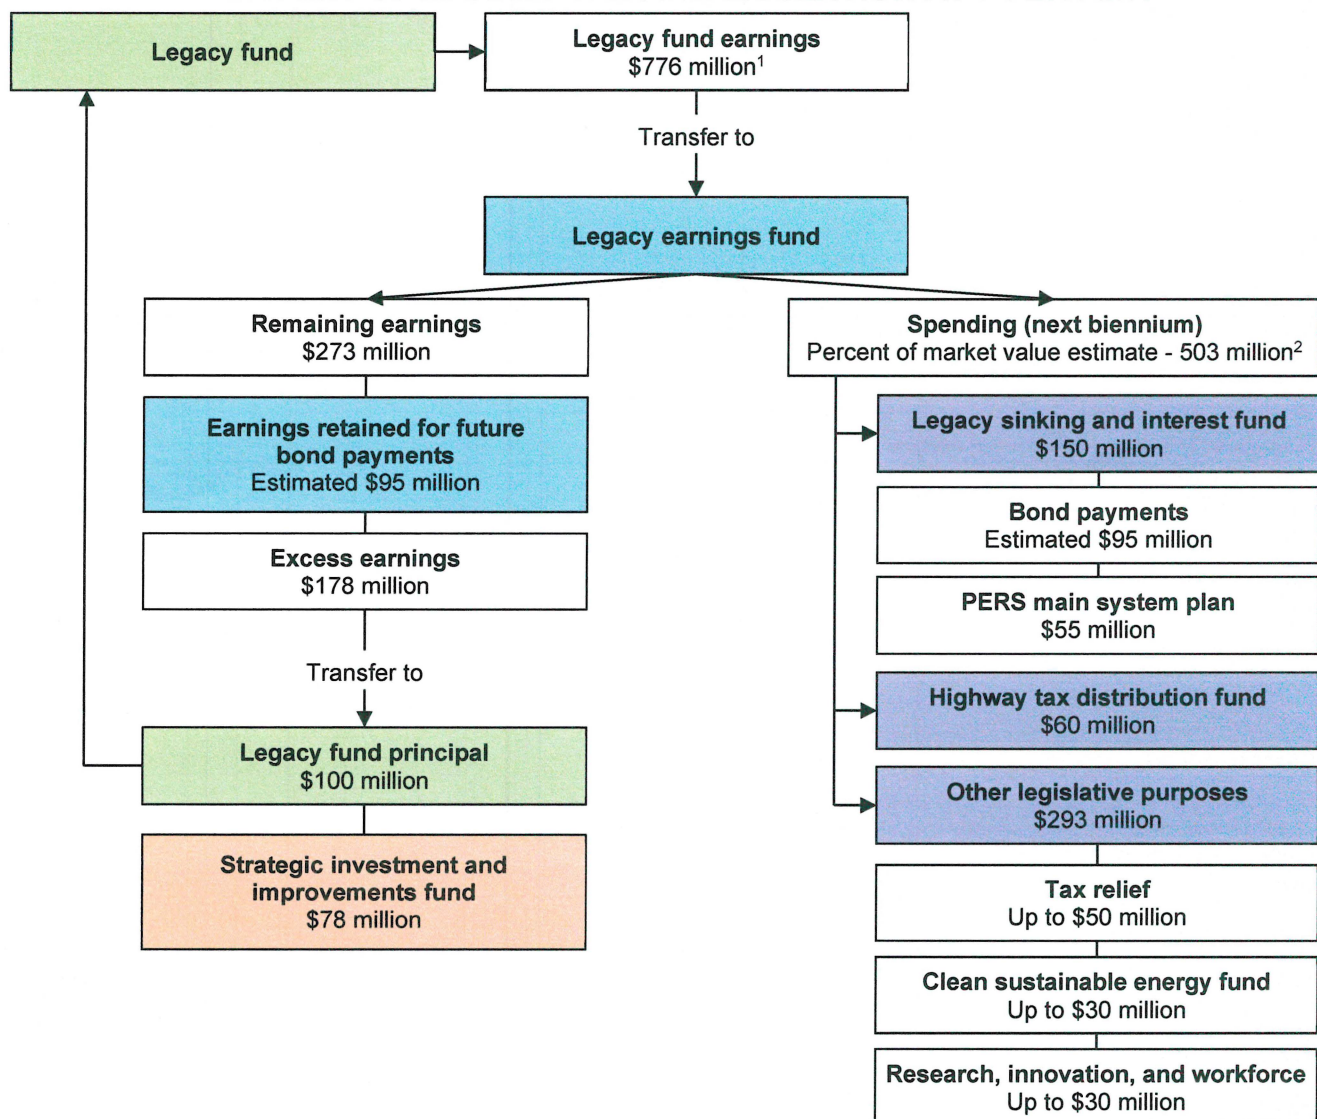 Legacy fund
Legacy fund earnings
$776 million¹
Transfer to
Legacy earnings fund
Remaining earnings
$273 million
Earnings retained for future
bond payments
Estimated $95 million
Excess earnings
$178 million
Transfer to
Legacy fund principal
$100 million
Strategic investment and
improvements fund
$78 million
Spending (next biennium)
Percent of market value estimate - 503 million²
Legacy sinking and interest fund
$150 million
Bond payments
Estimated $95 million
PERS main system plan
$55 million
Highway tax distribution fund
$60 million
Other legislative purposes
$293 million
Tax relief
Up to $50 million
Clean sustainable energy fund
Up to $30 million
Research, innovation, and workforce
Up to $30 million